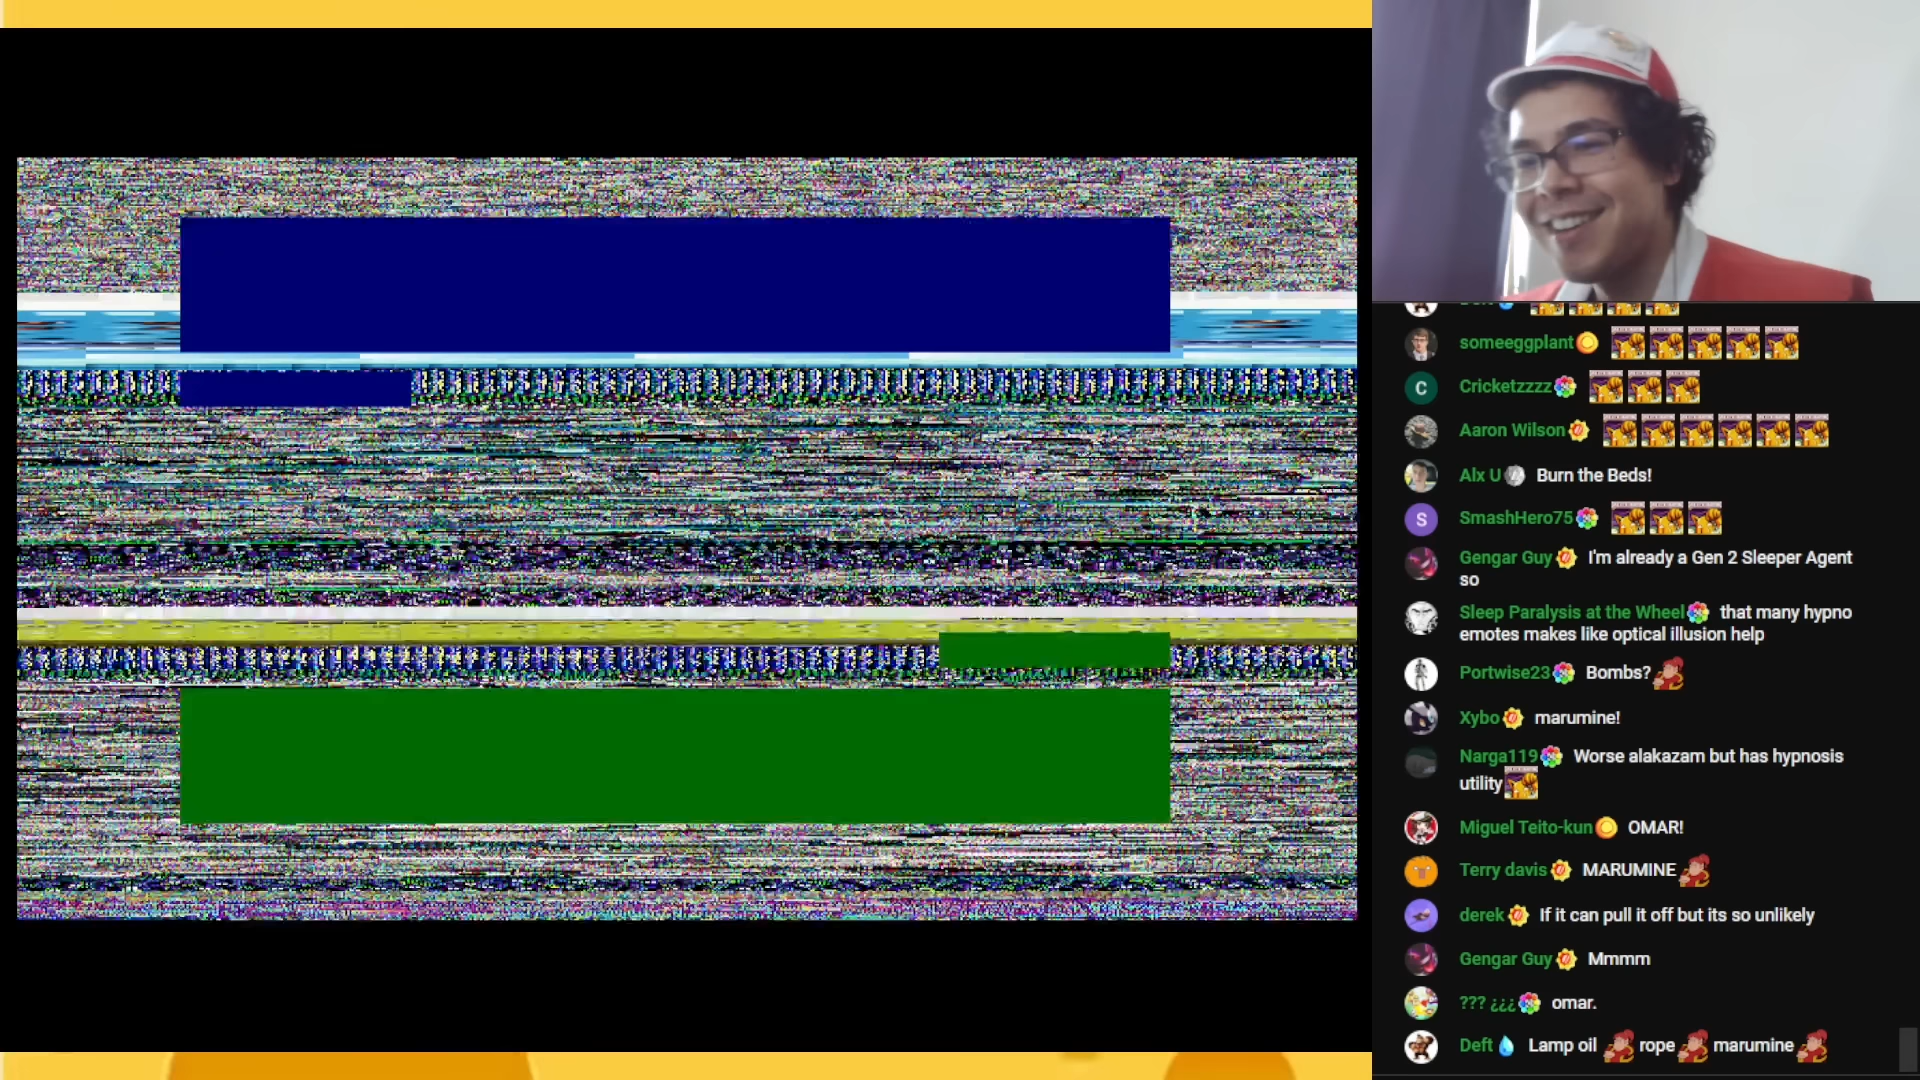 someeggplant
Cricketzzzz
Aaron Wilson
Alx U Burn the Beds!
SmashHero75
Gengar Guy I'm already a Gen 2 Sleeper Agent
so
Sleep Paralysis at the Wheel that many hypno
emotes makes like optical illusion help
Portwise23 Bombs?
Xybo marumine!
Narga119 Worse alakazam but has hypnosis
utility
Miguel Teito-kun OMAR!
Terry davis MARUMINE
derek If it can pull it off but its so unlikely
Gengar Guy Mmmm
??? ¿¿¿ omar.
Deft Lamp oil rope marumine
C
S